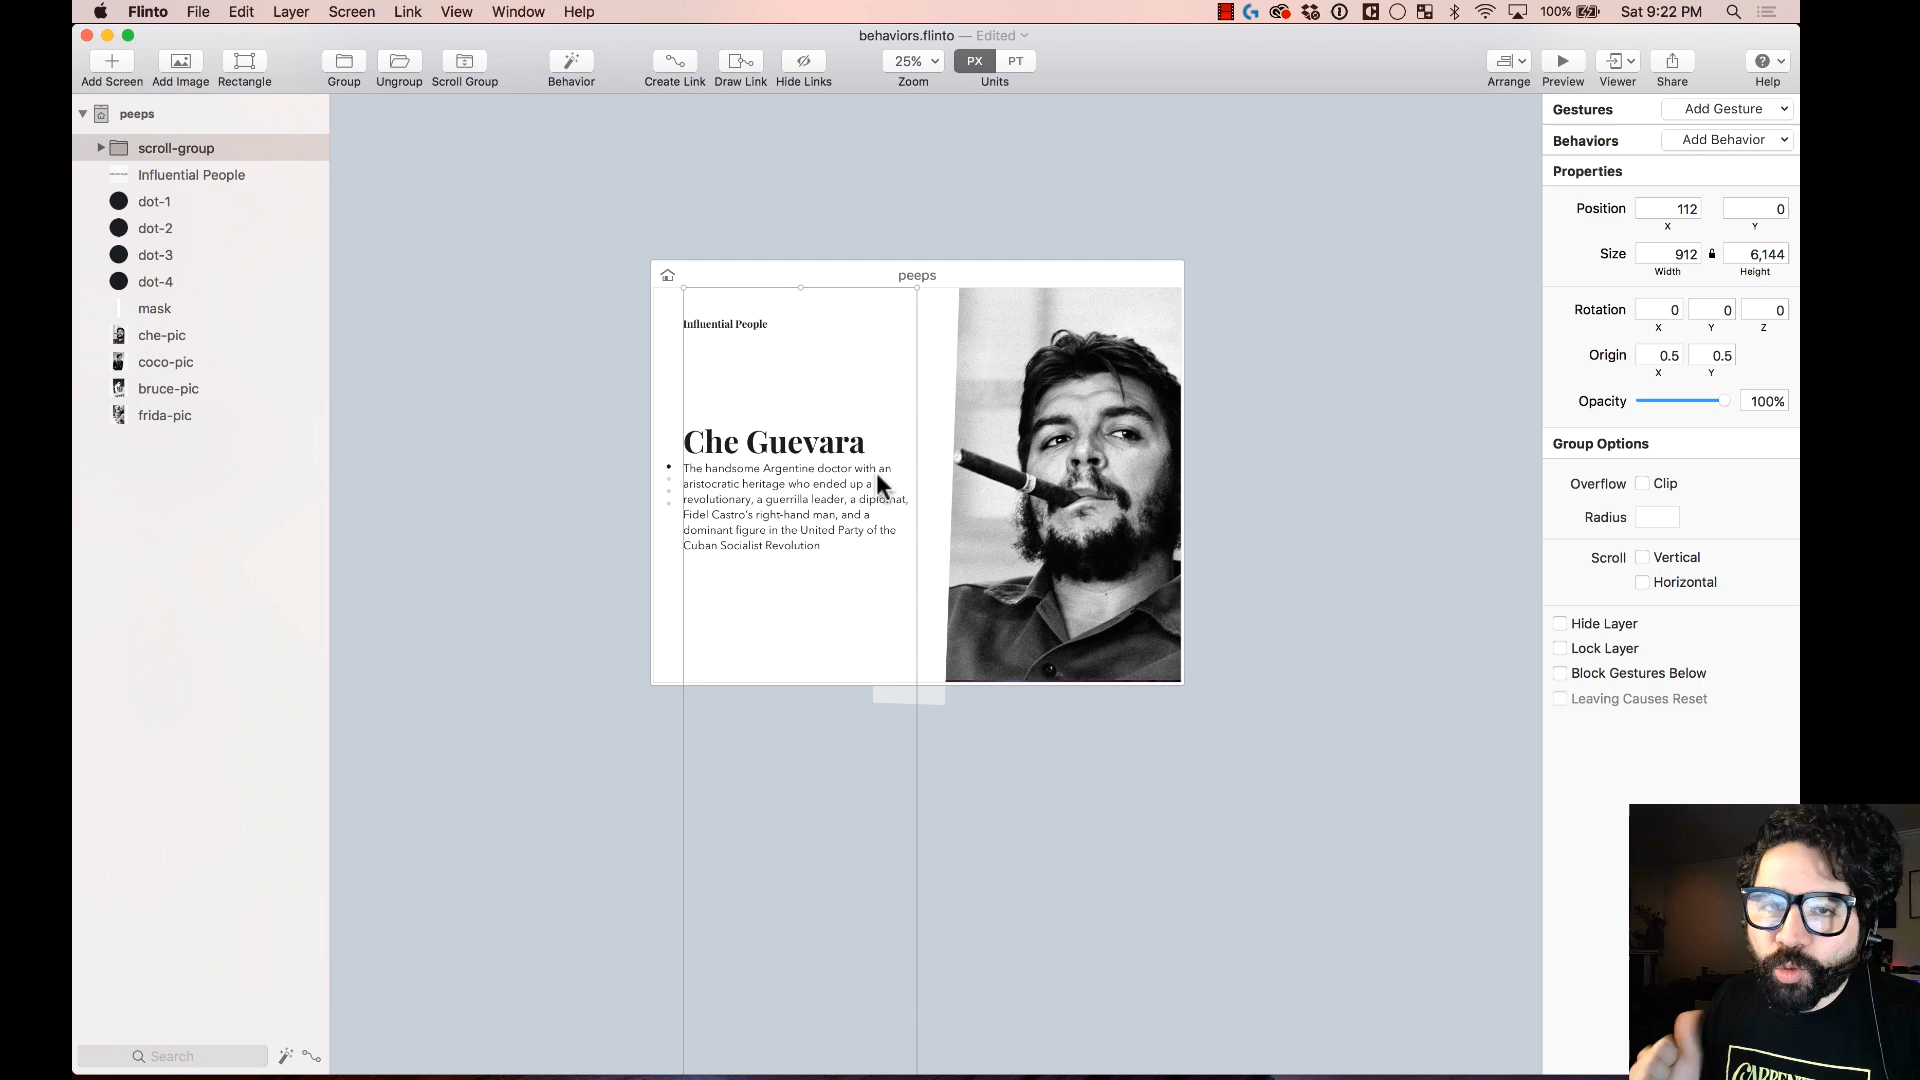 Flinto File Edit Layer Screen Link View Window Help 100% Sat 9:22 PM
behaviors.flinto — Edited
25% PX PT
Add Screen Add Image Rectangle Group Ungroup Scroll Group Behavior Create Link Draw Link Hide Links Zoom Units Arrange Preview Viewer Share Help
peeps
scroll-group
Influential People
dot-1
dot-2
dot-3
dot-4
mask
che-pic
coco-pic
bruce-pic
frida-pic
Search
peeps
Influential People
Che Guevara
The handsome Argentine doctor with an
aristocratic heritage who ended up a
revolutionary, a guerrilla leader, a diplomat,
Fidel Castro's right-hand man, and a
dominant figure in the United Party of the
Cuban Socialist Revolution
Gestures Add Gesture
Behaviors Add Behavior
Properties
Position 112 0
X Y
Size 912 6,144
Width Height
Rotation 0 0 0
X Y Z
Origin 0.5 0.5
X Y
Opacity 100%
Group Options
Overflow Clip
Radius
Scroll Vertical
Horizontal
Hide Layer
Lock Layer
Block Gestures Below
Leaving Causes Reset